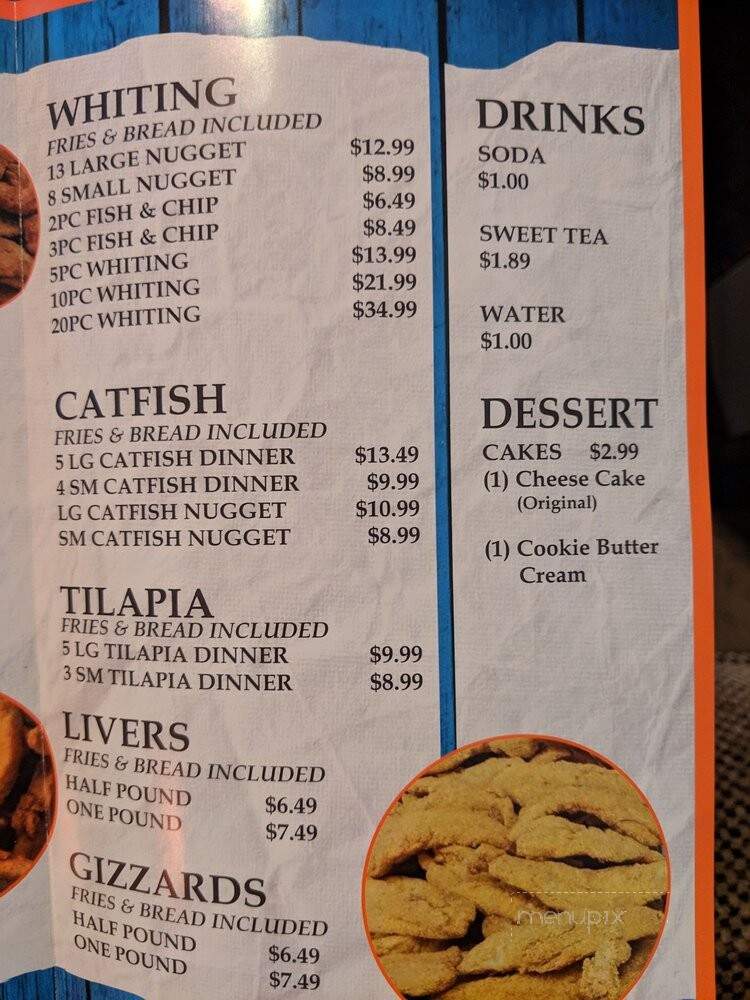 WHITING
FRIES & BREAD INCLUDED
13 LARGE NUGGET $12.99
8 SMALL NUGGET $8.99
2PC FISH & CHIP $6.49
3PC FISH & CHIP $8.49
5PC WHITING $13.99
10PC WHITING $21.99
20PC WHITING $34.99
CATFISH
FRIES & BREAD INCLUDED
5 LG CATFISH DINNER $13.49
4 SM CATFISH DINNER $9.99
LG CATFISH NUGGET $10.99
SM CATFISH NUGGET $8.99
TILAPIA
FRIES & BREAD INCLUDED
5 LG TILAPIA DINNER $9.99
3 SM TILAPIA DINNER $8.99
LIVERS
FRIES & BREAD INCLUDED
HALF POUND $6.49
ONE POUND $7.49
GIZZARDS
FRIES & BREAD INCLUDED
HALF POUND $6.49
ONE POUND $7.49
DRINKS
SODA
$1.00
SWEET TEA
$1.89
WATER
$1.00
DESSERT
CAKES $2.99
(1) Cheese Cake
(Original)
(1) Cookie Butter
Cream
menupix